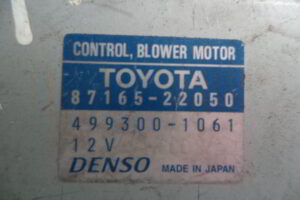 CONTROL, BLOWER MOTOR
TOYOTA
87165-22050
499300-1061
12V
DENSO MADE IN JAPAN